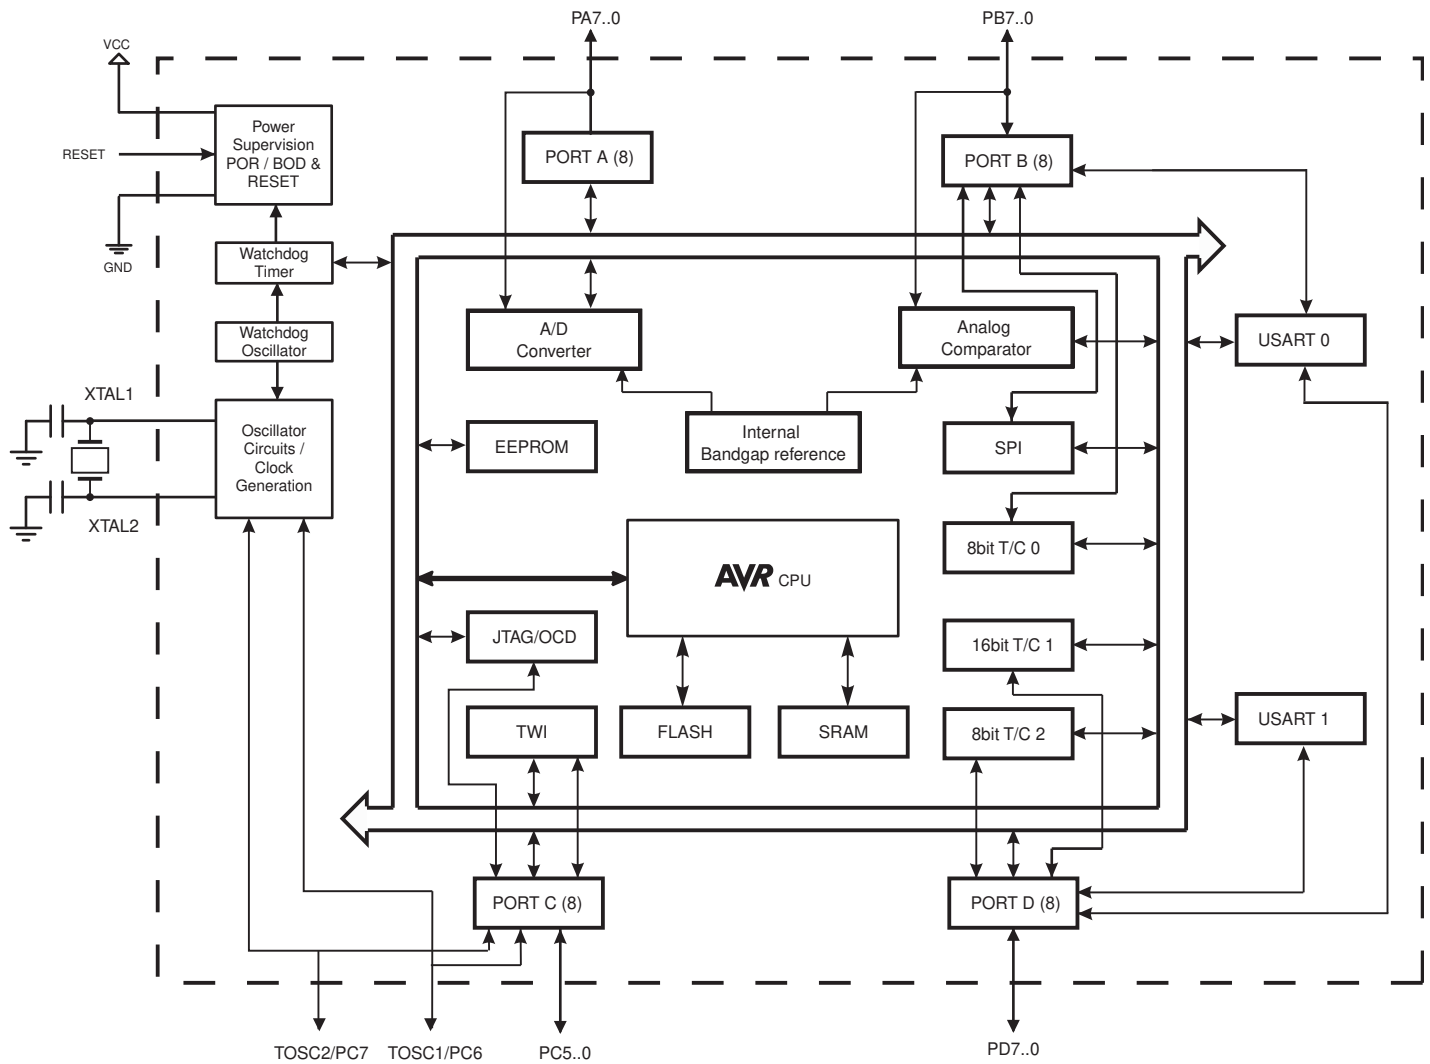 PA7..0
PB7..0
VCC
RESET
GND
Power
Supervision
POR / BOD &
RESET
PORT A (8)
PORT B (8)
Watchdog
Timer
Watchdog
Oscillator
A/D
Converter
Analog
Comparator
USART 0
XTAL1
XTAL2
Oscillator
Circuits /
Clock
Generation
EEPROM
Internal
Bandgap reference
SPI
AVR CPU
8bit T/C 0
JTAG/OCD
16bit T/C 1
TWI
FLASH
SRAM
8bit T/C 2
USART 1
PORT C (8)
PORT D (8)
TOSC2/PC7
TOSC1/PC6
PC5..0
PD7..0